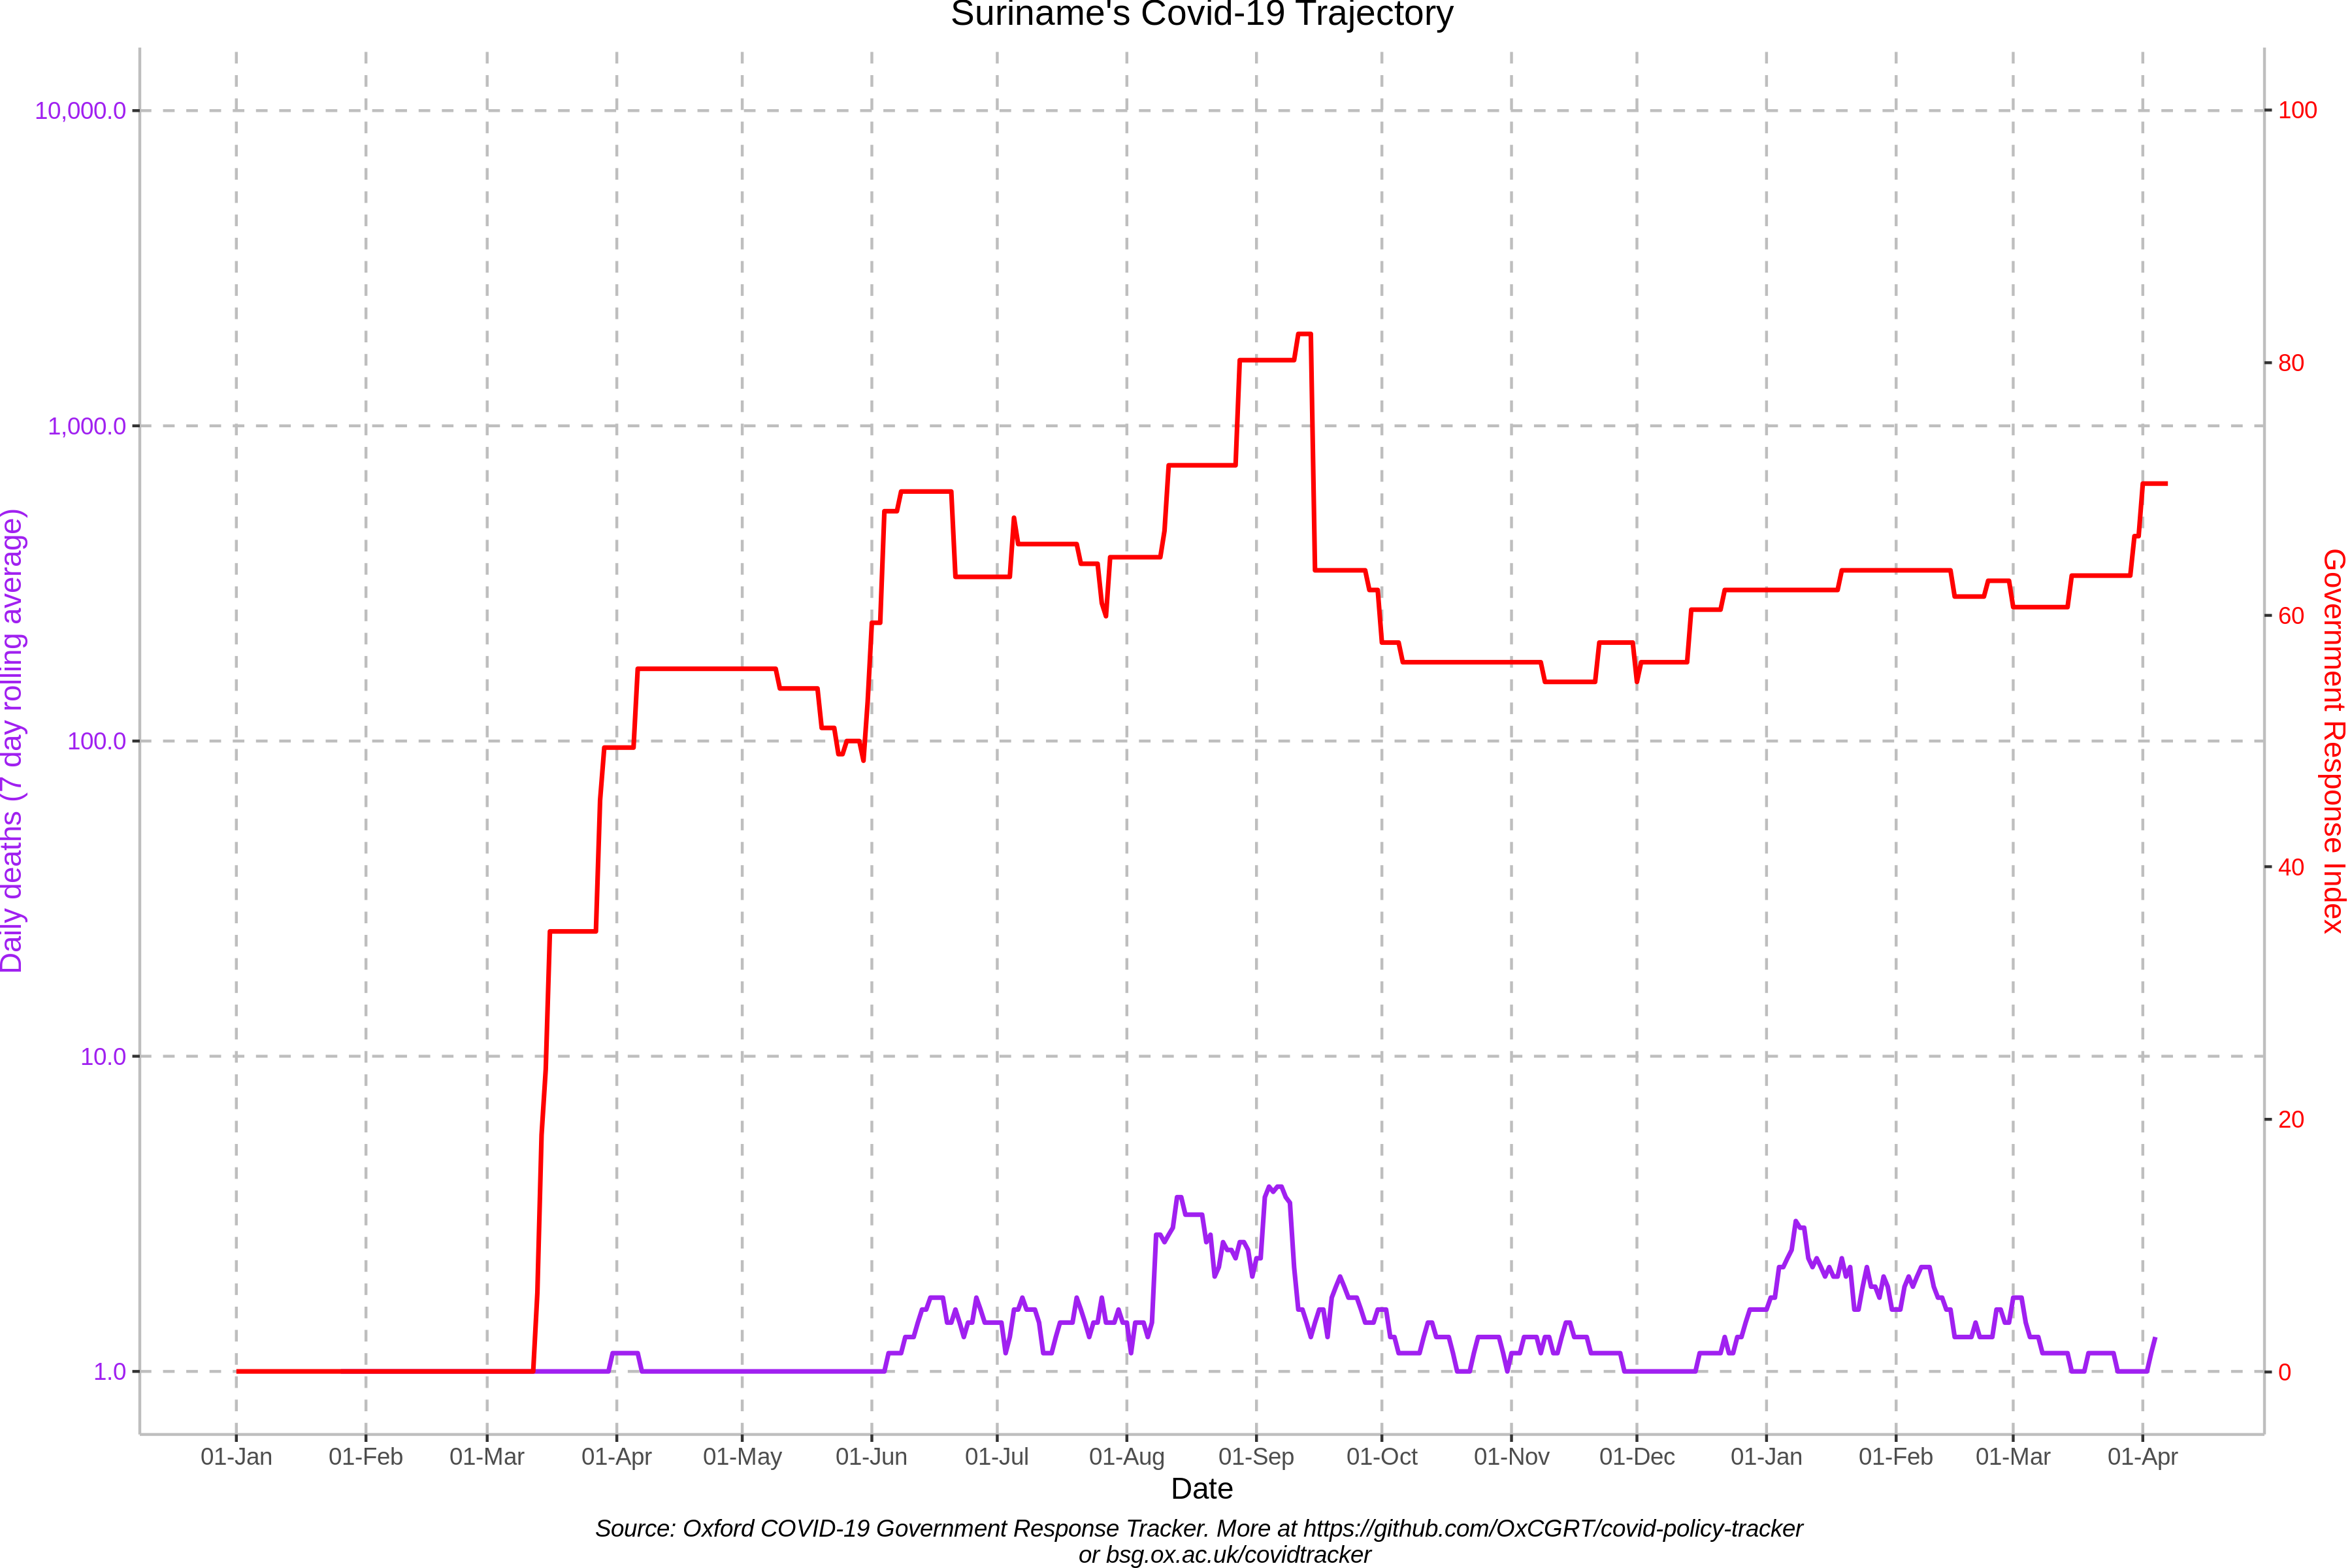 Suriname's Covid-19 Trajectory
10,000.0
1,000.0
100.0
10.0
1.0
Daily deaths (7 day rolling average)
100
80
60
40
20
0
Government Response Index
01-Jan 01-Feb 01-Mar 01-Apr 01-May 01-Jun 01-Jul 01-Aug 01-Sep 01-Oct 01-Nov 01-Dec 01-Jan 01-Feb 01-Mar 01-Apr
Date
Source: Oxford COVID-19 Government Response Tracker. More at https://github.com/OxCGRT/covid-policy-tracker
or bsg.ox.ac.uk/covidtracker